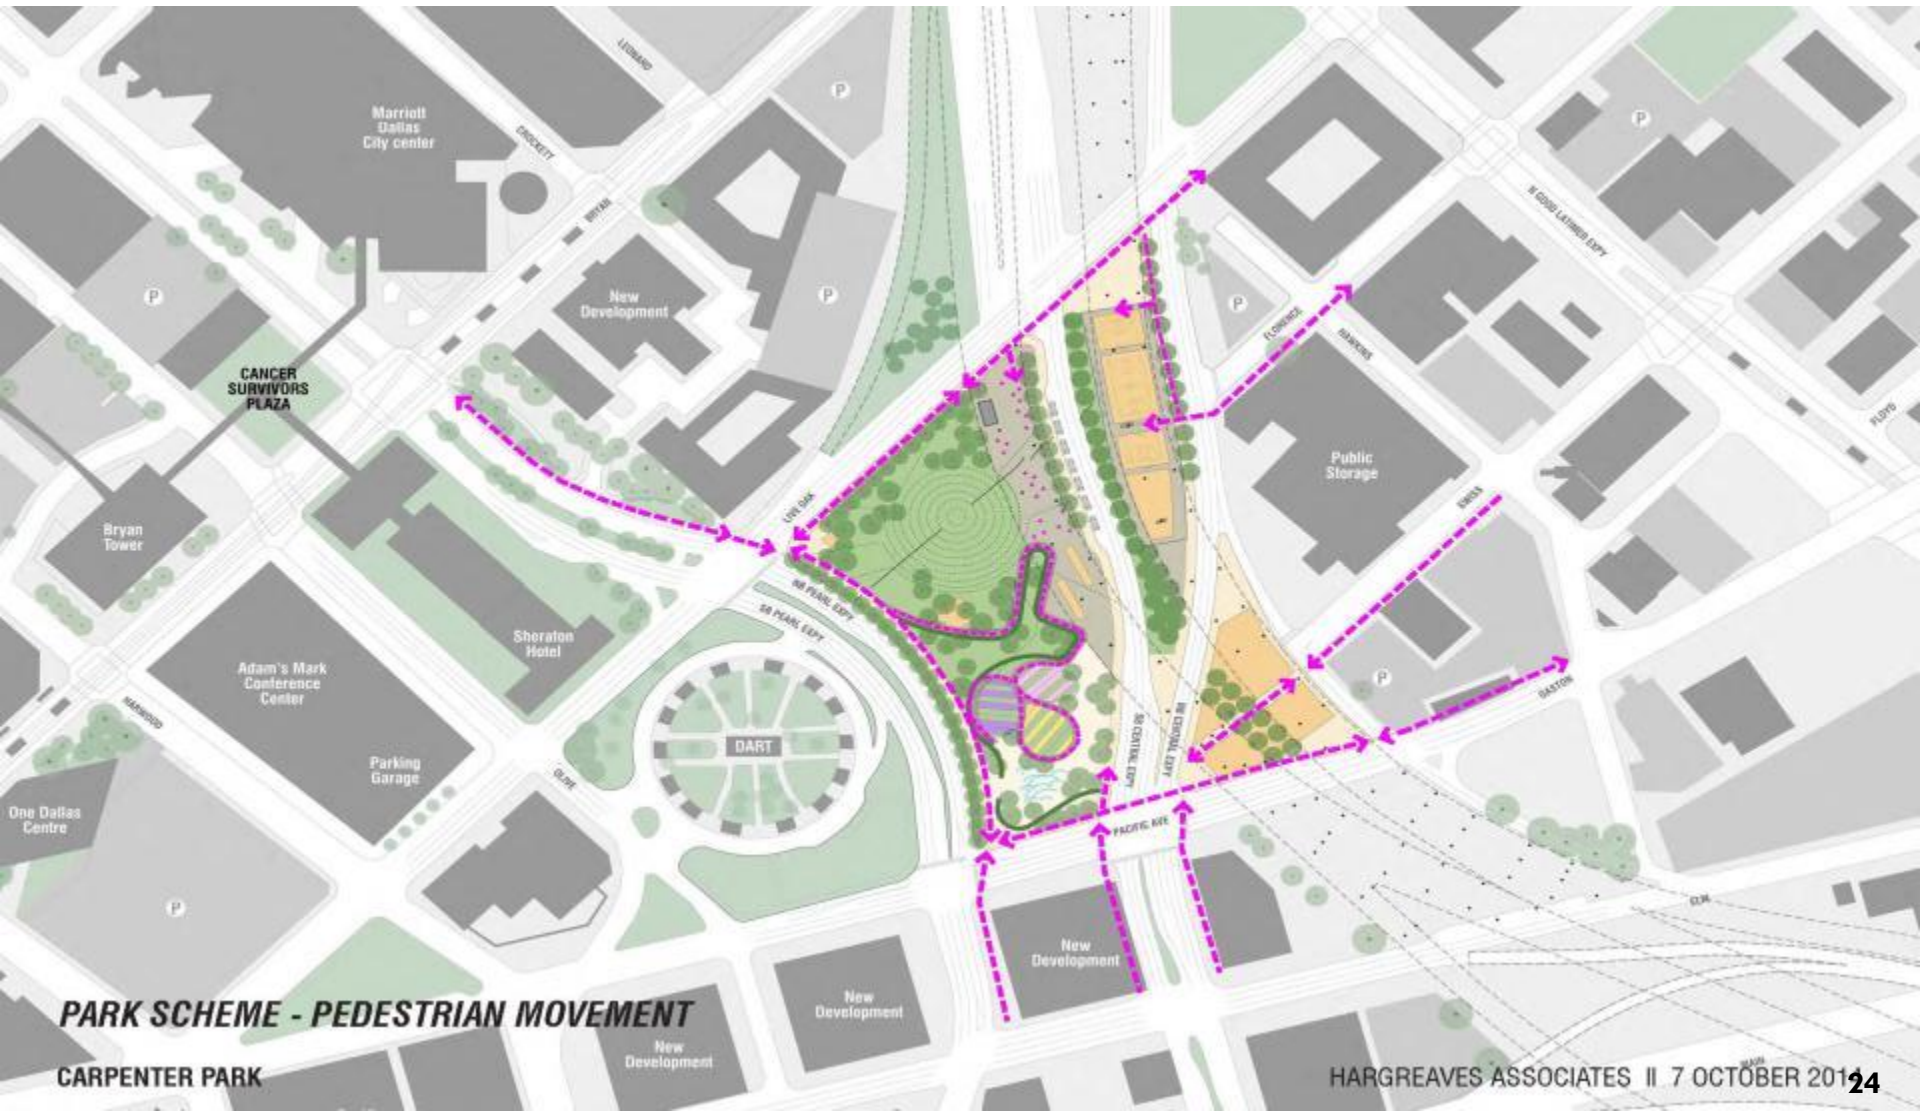 LEONARD
P
Marriott
Dallas
City center
CROCKETT
P
BRYAN
N GOOD LATIMER EXPY
P
P
New
Development
P
FLORENCE
HAWKINS
CANCER
SURVIVORS
PLAZA
FLOYD
Public
Storage
LIVE OAK
SWISS
Bryan
Tower
NB PEARL EXPY
SB PEARL EXPY
Sheraton
Hotel
Adam's Mark
Conference
Center
P
GASTON
HARWOOD
DART
SB CENTRAL EXPY
NB CENTRAL EXPY
Parking
Garage
OLIVE
One Dallas
Centre
PACIFIC AVE
P
ELM
New
Development
New
Development
PARK SCHEME - PEDESTRIAN MOVEMENT
New
Development
MAIN
CARPENTER PARK
HARGREAVES ASSOCIATES II 7 OCTOBER
24